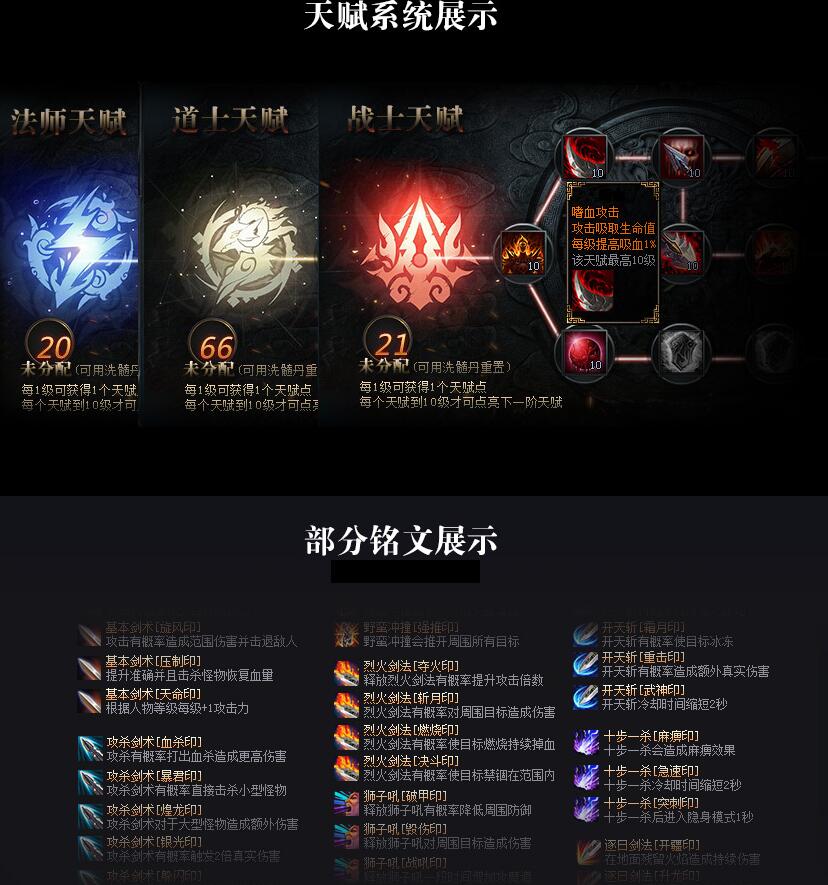 天赋系统展示
法师天赋
道士天赋
战士天赋
10
10
10
嗜血攻击
攻击吸取生命值
每级提高吸血1%
该天赋最高10级
10
10
10
20
未分配(可用洗髓丹
每1级可获得1个天赋
每个天赋到10级才可
66
未分配(可用洗髓丹重
每1级可获得1个天赋点
每个天赋到10级才可点
21
未分配(可用洗髓丹重置)
每1级可获得1个天赋点
每个天赋到10级才可点亮下一阶天赋
部分铭文展示
基本剑术[旋风印]
攻击有概率造成范围伤害并击退敌人
基本剑术[压制印]
提升准确并且击杀怪物恢复血量
基本剑术[天命印]
根据人物等级每级+1攻击力
攻杀剑术[血杀印]
攻杀有概率打出血杀造成更高伤害
攻杀剑术[暴君印]
攻杀剑术有概率直接击杀小型怪物
攻杀剑术[煌龙印]
攻杀剑术对于大型怪物造成额外伤害
攻杀剑术[银光印]
攻杀剑术有概率触发2倍真实伤害
野蛮冲撞[强推印]
野蛮冲撞会推开周围所有目标
烈火剑法[夺火印]
释放烈火剑法有概率提升攻击倍数
烈火剑法[斩月印]
烈火剑法有概率对周围目标造成伤害
烈火剑法[燃烧印]
烈火剑法有概率使目标燃烧持续掉血
烈火剑法[决斗印]
烈火剑法有概率使目标禁锢在范围内
狮子吼[破甲印]
释放狮子吼有概率降低周围防御
狮子吼[毁伤印]
释放狮子吼对周围目标造成伤害
狮子吼[战吼印]
开天斩[霜月印]
开天斩有概率使目标冰冻
开天斩[重击印]
开天斩有概率造成额外真实伤害
开天斩[武神印]
开天斩冷却时间缩短2秒
十步一杀[麻痹印]
十步一杀会造成麻痹效果
十步一杀[急速印]
十步一杀冷却时间缩短2秒
十步一杀[突刺印]
十步一杀后进入隐身模式1秒
逐日剑法[开疆印]
在地面残留火焰造成持续伤害